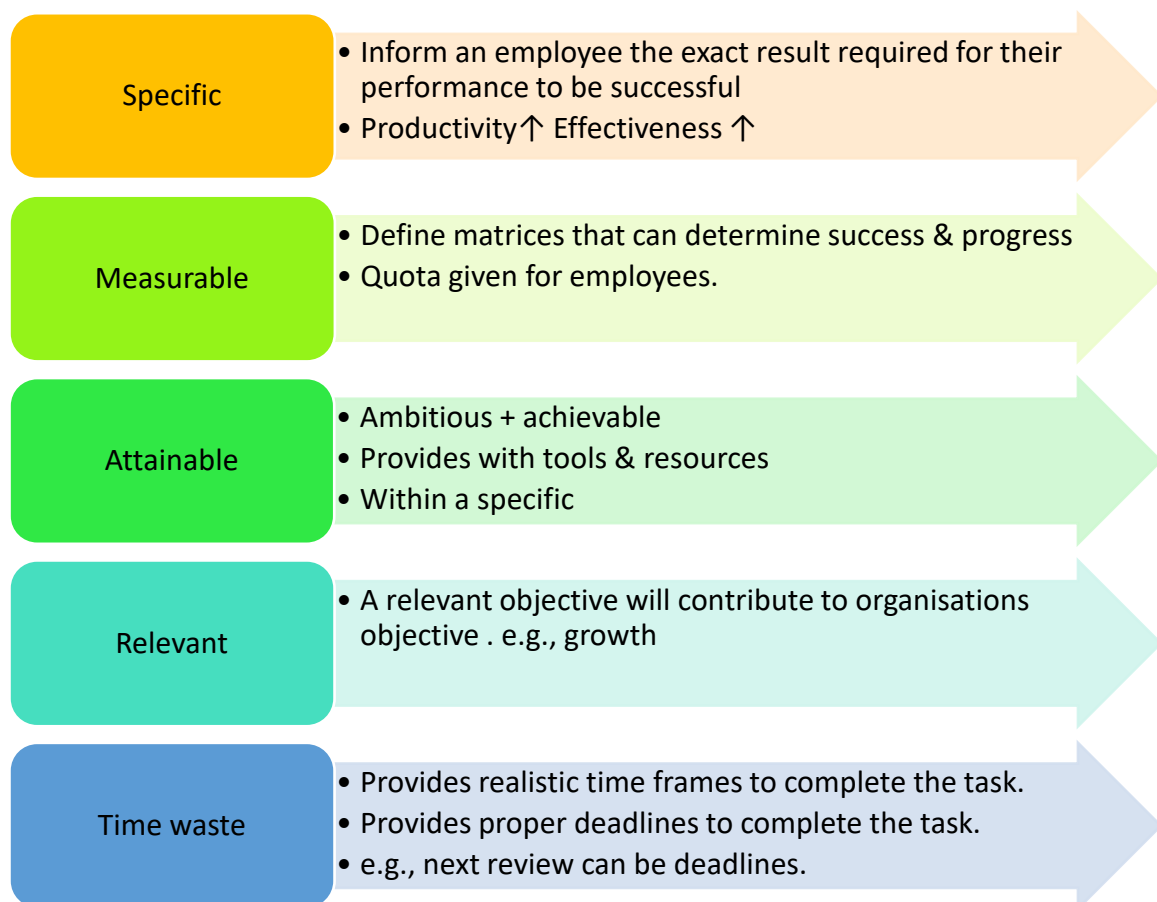 Specific
• Inform an employee the exact result required for their
performance to be successful
• Productivity↑ Effectiveness ↑
Measurable
• Define matrices that can determine success & progress
• Quota given for employees.
Attainable
• Ambitious + achievable
• Provides with tools & resources
• Within a specific
Relevant
• A relevant objective will contribute to organisations
objective . e.g., growth
Time waste
• Provides realistic time frames to complete the task.
• Provides proper deadlines to complete the task.
• e.g., next review can be deadlines.